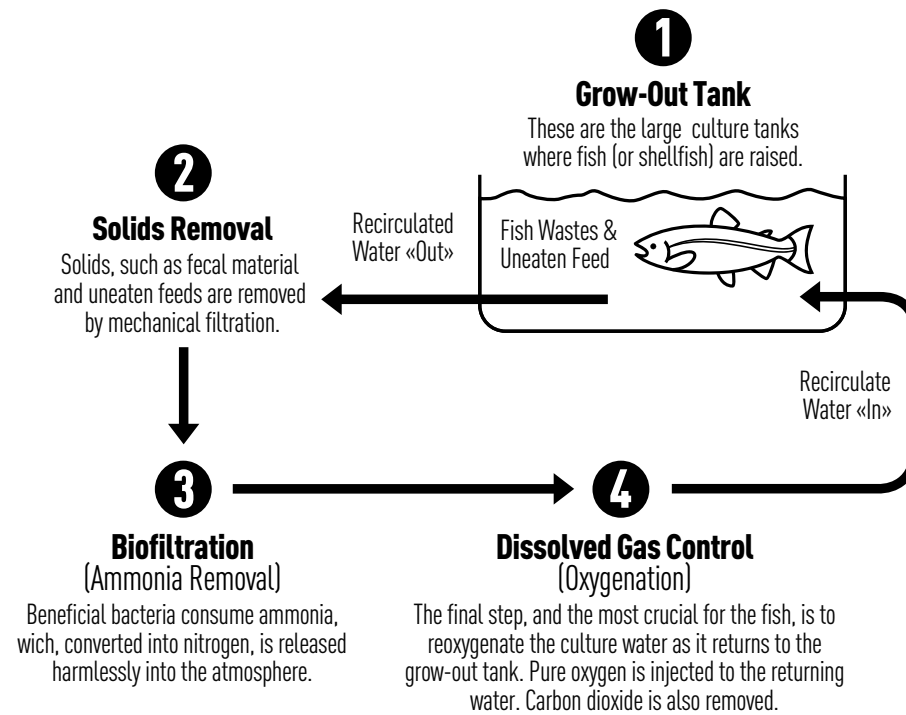 1
Grow-Out Tank
These are the large culture tanks
where fish (or shellfish) are raised.
Fish Wastes &
Uneaten Feed
Recirculated
Water «Out»
2
Solids Removal
Solids, such as fecal material
and uneaten feeds are removed
by mechanical filtration.
Recirculate
Water «In»
3
Biofiltration
(Ammonia Removal)
Beneficial bacteria consume ammonia,
wich, converted into nitrogen, is released
harmlessly into the atmosphere.
4
Dissolved Gas Control
(Oxygenation)
The final step, and the most crucial for the fish, is to
reoxygenate the culture water as it returns to the
grow-out tank. Pure oxygen is injected to the returning
water. Carbon dioxide is also removed.